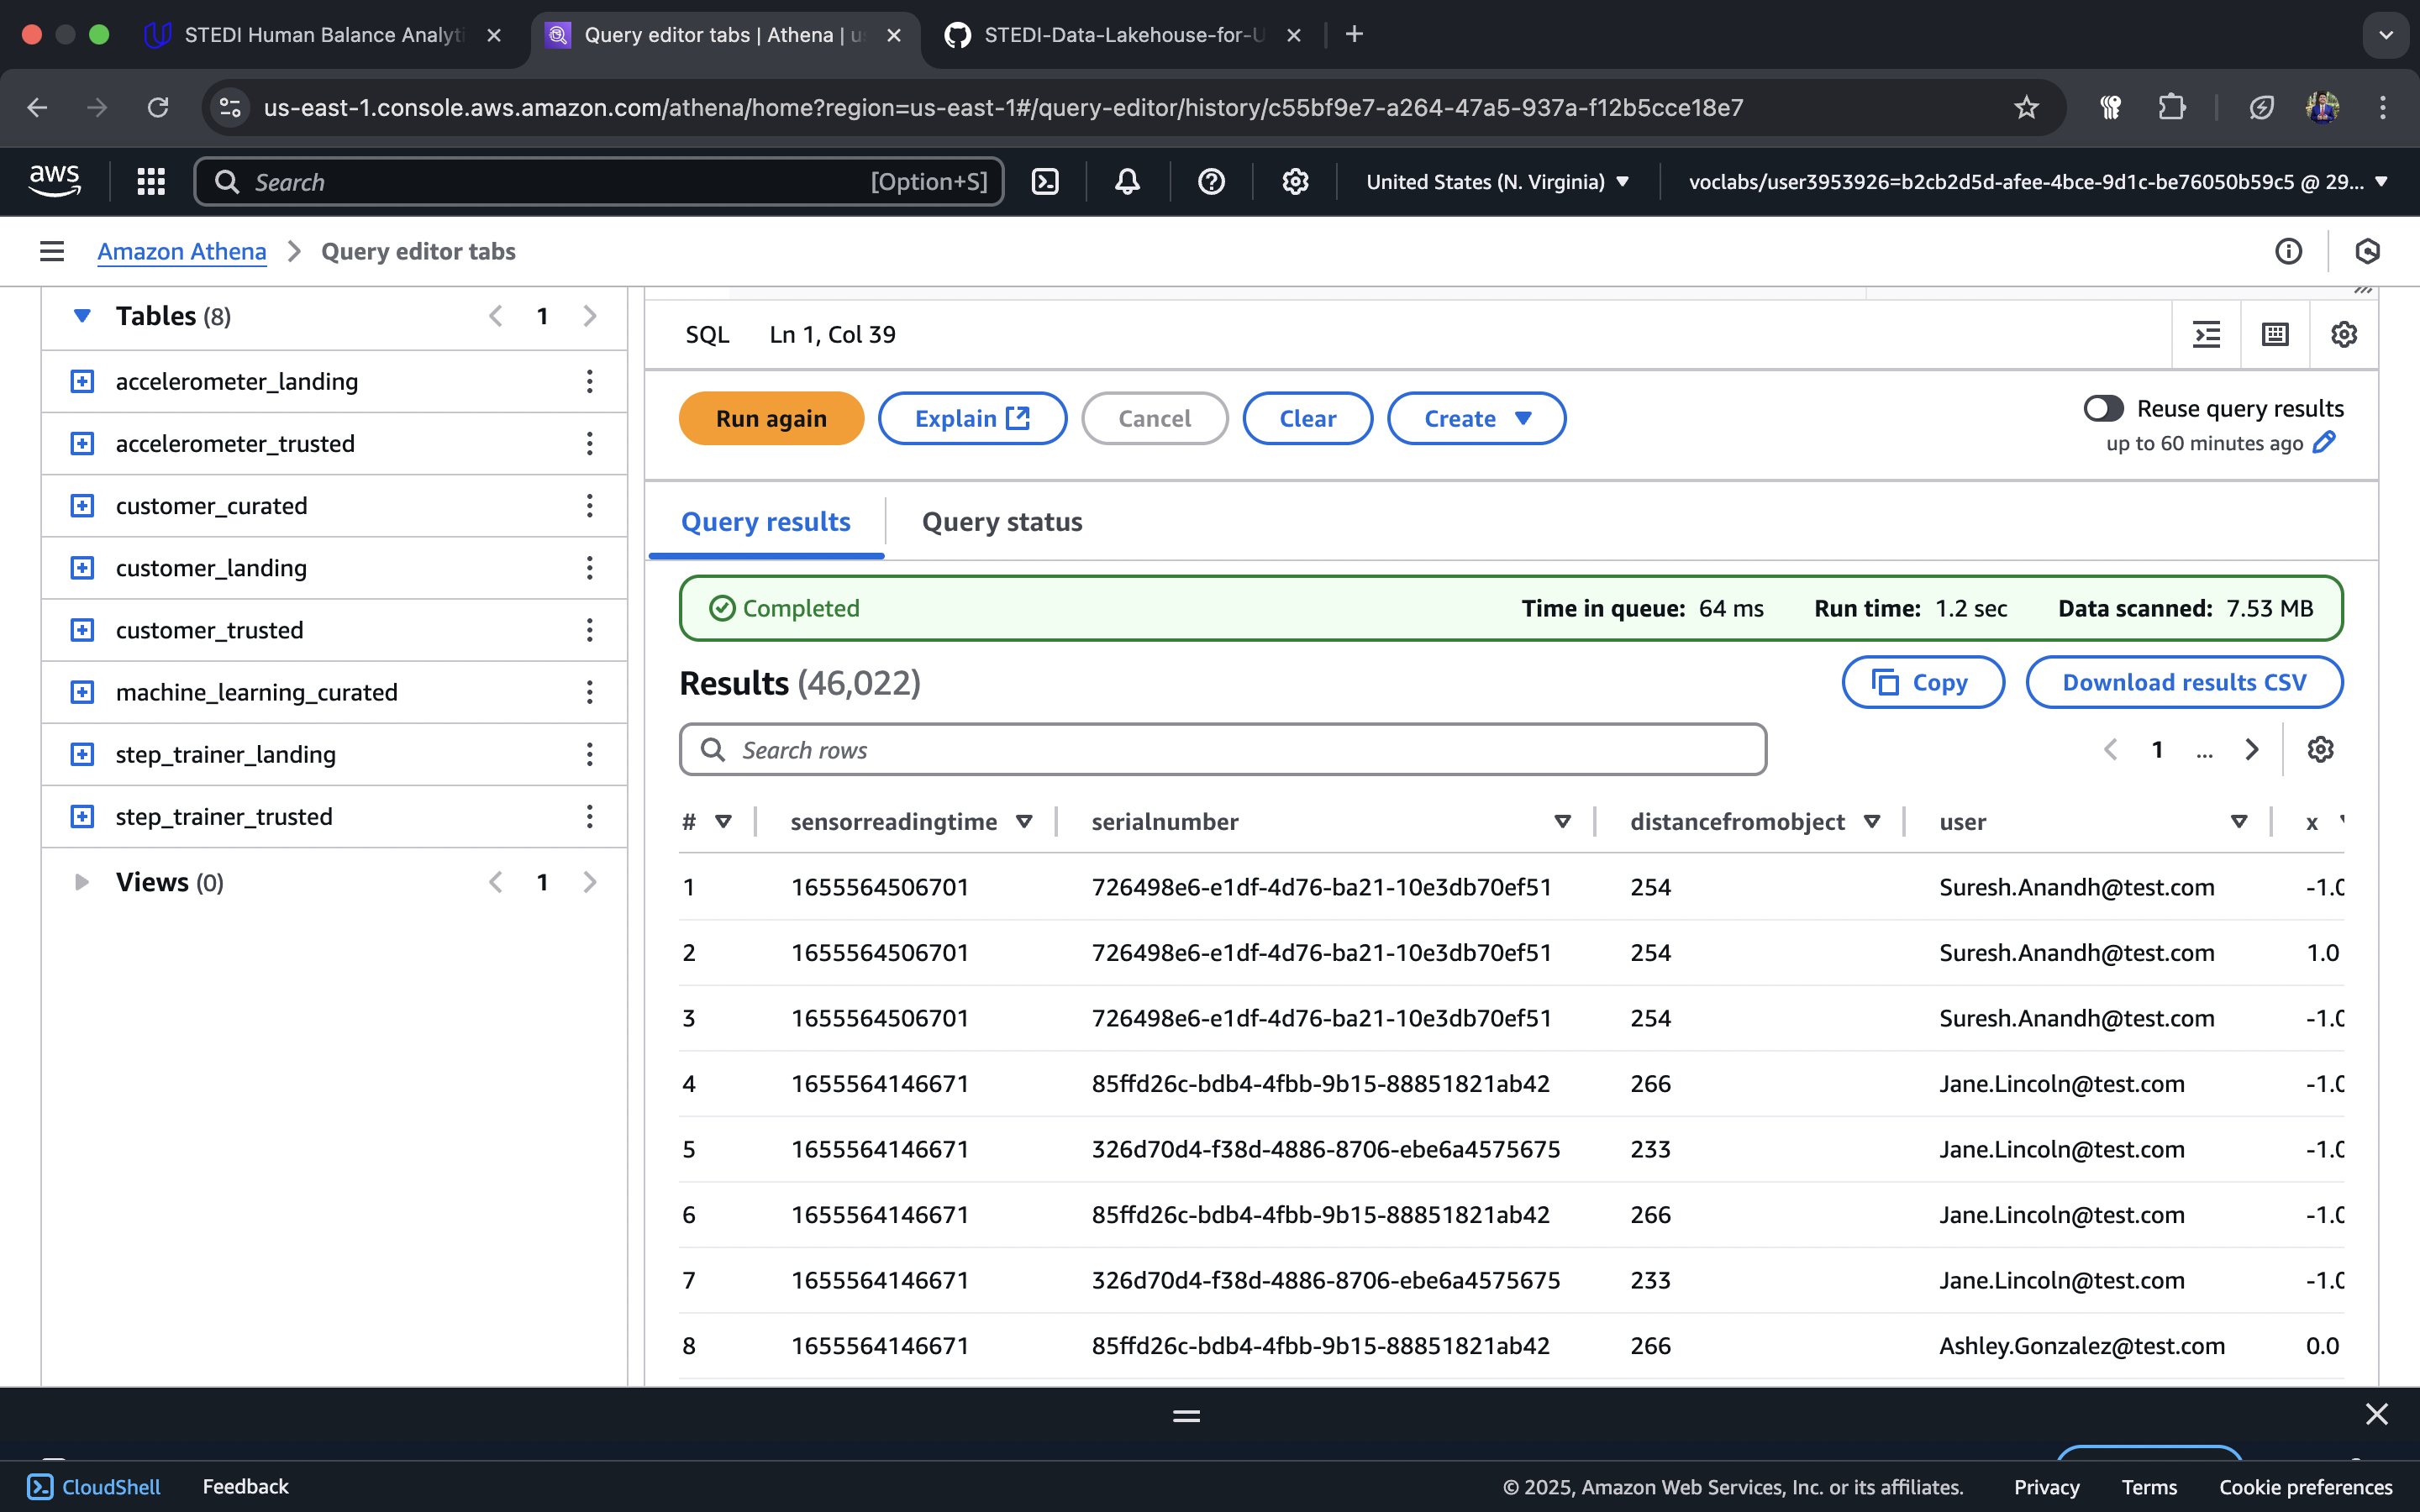 STEDI Human Balance Analyti
Query editor tabs | Athena | us
STEDI-Data-Lakehouse-for-U
us-east-1.console.aws.amazon.com/athena/home?region=us-east-1#/query-editor/history/c55bf9e7-a264-47a5-937a-f12b5cce18e7
aws
Search
[Option+S]
United States (N. Virginia)
voclabs/user3953926=b2cb2d5d-afee-4bce-9d1c-be76050b59c5 @ 29...
Amazon Athena
Query editor tabs
Tables (8)
1
accelerometer_landing
accelerometer_trusted
customer_curated
customer_landing
customer_trusted
machine_learning_curated
step_trainer_landing
step_trainer_trusted
Views (0)
1
SQL Ln 1, Col 39
Run again
Explain
Cancel
Clear
Create
Reuse query results
up to 60 minutes ago
Query results
Query status
Completed
Time in queue: 64 ms
Run time: 1.2 sec
Data scanned: 7.53 MB
Results (46,022)
Copy
Download results CSV
Search rows
1 ...
# sensorreadingtime serialnumber distancefromobject user x
1 1655564506701 726498e6-e1df-4d76-ba21-10e3db70ef51 254 Suresh.Anandh@test.com -1.0
2 1655564506701 726498e6-e1df-4d76-ba21-10e3db70ef51 254 Suresh.Anandh@test.com 1.0
3 1655564506701 726498e6-e1df-4d76-ba21-10e3db70ef51 254 Suresh.Anandh@test.com -1.0
4 1655564146671 85ffd26c-bdb4-4fbb-9b15-88851821ab42 266 Jane.Lincoln@test.com -1.0
5 1655564146671 326d70d4-f38d-4886-8706-ebe6a4575675 233 Jane.Lincoln@test.com -1.0
6 1655564146671 85ffd26c-bdb4-4fbb-9b15-88851821ab42 266 Jane.Lincoln@test.com -1.0
7 1655564146671 326d70d4-f38d-4886-8706-ebe6a4575675 233 Jane.Lincoln@test.com -1.0
8 1655564146671 85ffd26c-bdb4-4fbb-9b15-88851821ab42 266 Ashley.Gonzalez@test.com 0.0
CloudShell
Feedback
© 2025, Amazon Web Services, Inc. or its affiliates.
Privacy
Terms
Cookie preferences